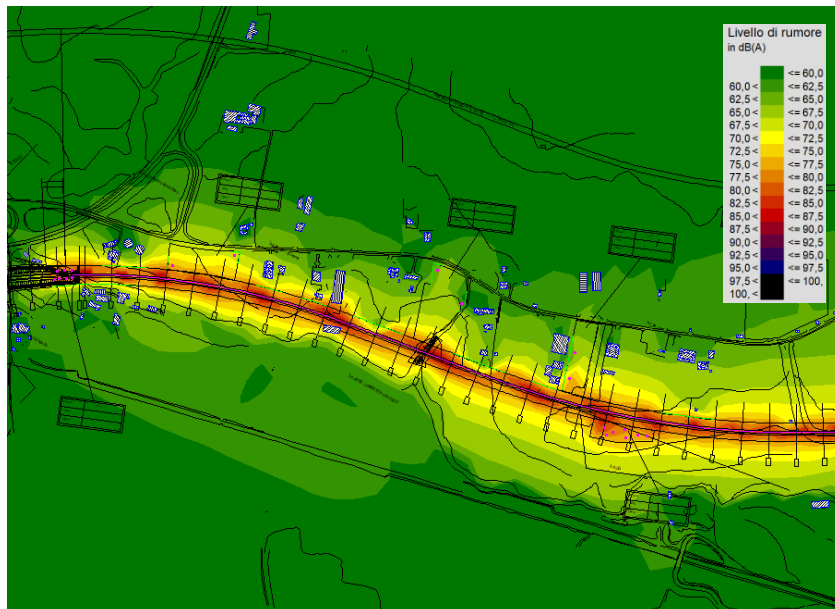 Livello di rumore
in dB(A)
<= 60,0
60,0 < <= 62,5
62,5 < <= 65,0
65,0 < <= 67,5
67,5 < <= 70,0
70,0 < <= 72,5
72,5 < <= 75,0
75,0 < <= 77,5
77,5 < <= 80,0
80,0 < <= 82,5
82,5 < <= 85,0
85,0 < <= 87,5
87,5 < <= 90,0
90,0 < <= 92,5
92,5 < <= 95,0
95,0 < <= 97,5
97,5 < <= 100,
100, <